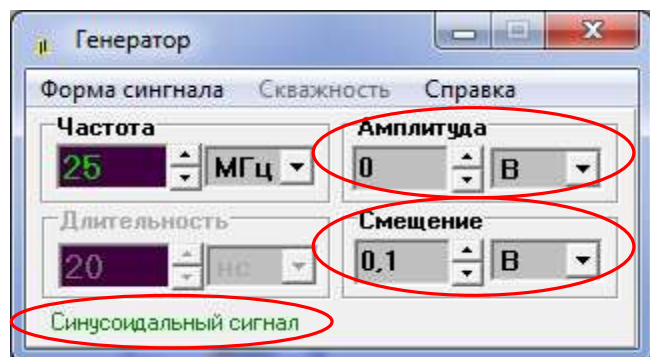 Генератор
Форма сингнала Скважность Справка
Частота Амплитуда
25 МГц 0 В
Длительность Смещение
20 нс 0,1 В
Синусоидальный сигнал